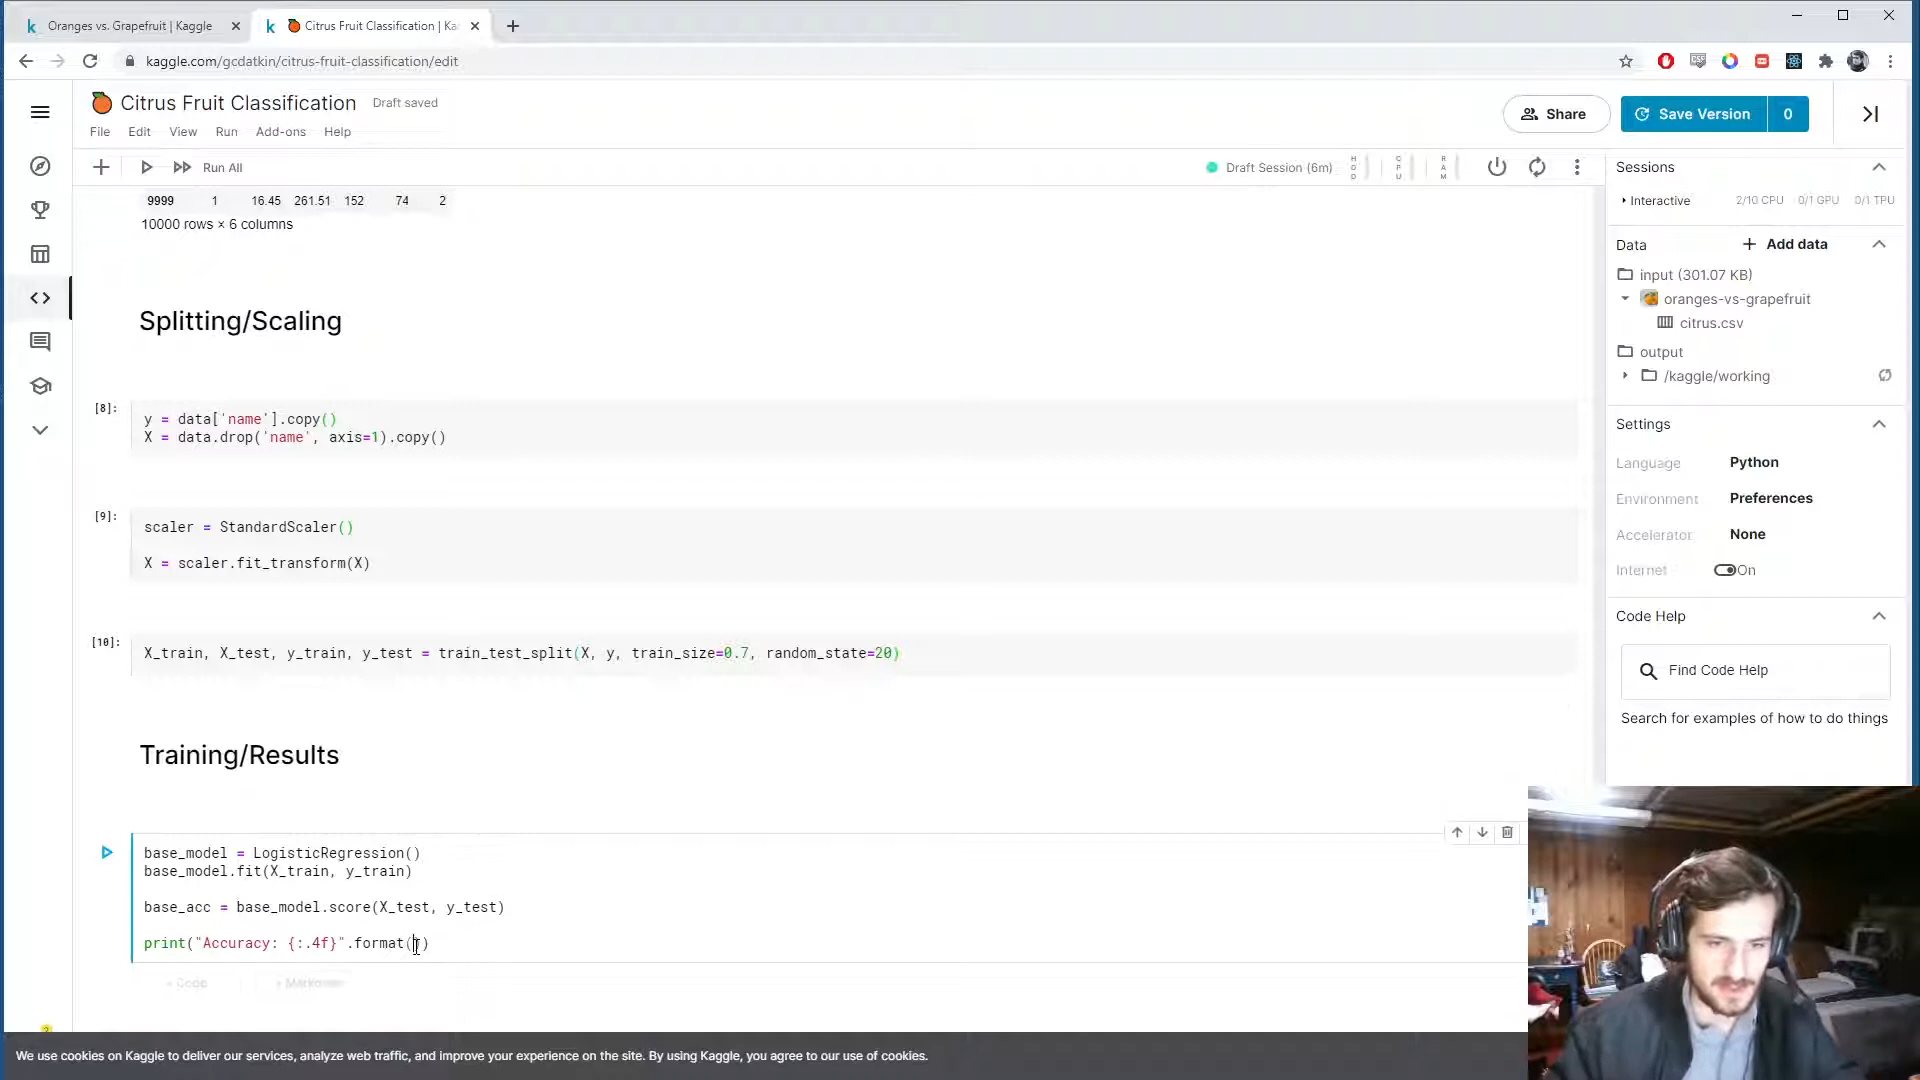 Oranges vs. Grapefruit | Kaggle
Citrus Fruit Classification | Ka
kaggle.com/gcdatkin/citrus-fruit-classification/edit
Citrus Fruit Classification
Draft saved
Share
Save Version
0
File
Edit
View
Run
Add-ons
Help
Run All
Draft Session (6m)
HDD
CPU
RAM
9999 1 16.45 261.51 152 74 2
10000 rows × 6 columns
Splitting/Scaling
[8]:
y = data['name'].copy()
X = data.drop('name', axis=1).copy()
[9]:
scaler = StandardScaler()
X = scaler.fit_transform(X)
[10]:
X_train, X_test, y_train, y_test = train_test_split(X, y, train_size=0.7, random_state=20)
Training/Results
base_model = LogisticRegression()
base_model.fit(X_train, y_train)
base_acc = base_model.score(X_test, y_test)
print("Accuracy: {:.4f}".format()
+ Code
+ Markdown
Sessions
Interactive
2/10 CPU 0/1 GPU 0/1 TPU
Data
Add data
input (301.07 KB)
oranges-vs-grapefruit
citrus.csv
output
/kaggle/working
Settings
Language Python
Environment Preferences
Accelerator None
Internet On
Code Help
Find Code Help
Search for examples of how to do things
We use cookies on Kaggle to deliver our services, analyze web traffic, and improve your experience on the site. By using Kaggle, you agree to our use of cookies.